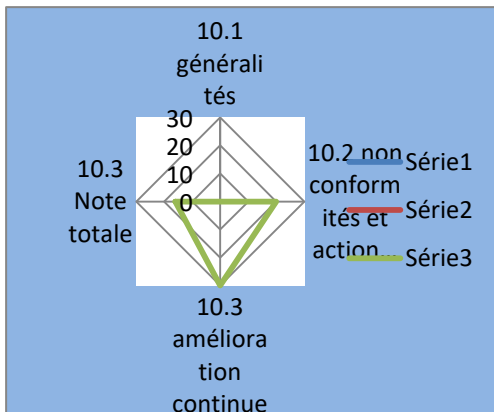 10.1
générali
tés
30
20
10
0
10.2 non
conform
ités et
action...
10.3
améliora
tion
continue
10.3
Note
totale
Série1
Série2
Série3